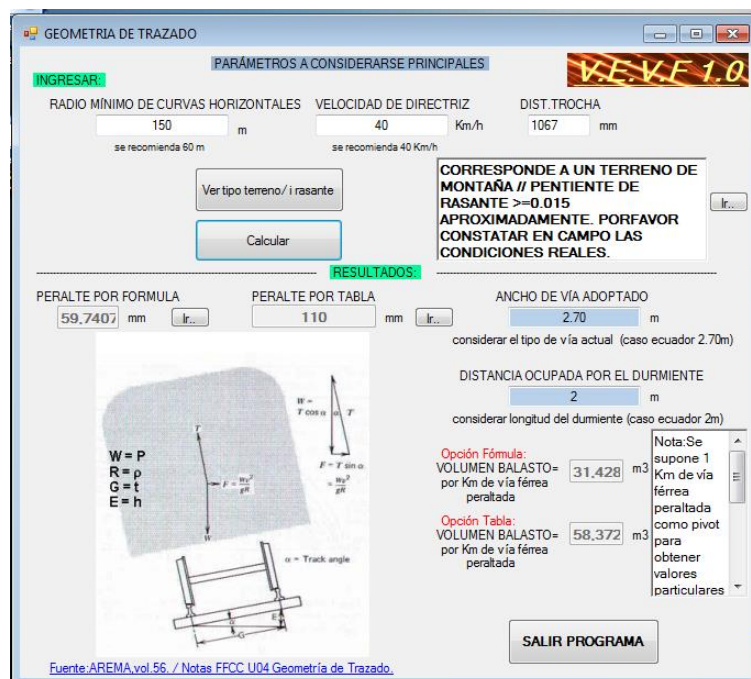 GEOMETRIA DE TRAZADO
PARÁMETROS A CONSIDERARSE PRINCIPALES
V.E.V.F 1.0
INGRESAR:
RADIO MÍNIMO DE CURVAS HORIZONTALES
VELOCIDAD DE DIRECTRIZ
DIST.TROCHA
150 m
40 Km/h
1067 mm
se recomienda 60 m
se recomienda 40 Km/h
Ver tipo terreno/ i rasante
CORRESPONDE A UN TERRENO DE
MONTAÑA // PENTIENTE DE
RASANTE >=0.015
APROXIMADAMENTE. PORFAVOR
CONSTATAR EN CAMPO LAS
CONDICIONES REALES.
Ir..
Calcular
RESULTADOS:
PERALTE POR FORMULA
PERALTE POR TABLA
ANCHO DE VÍA ADOPTADO
59,7407 mm Ir..
110 mm Ir..
2.70 m
considerar el tipo de vía actual (caso ecuador 2.70m)
DISTANCIA OCUPADA POR EL DURMIENTE
2 m
considerar longitud del durmiente (caso ecuador 2m)
W = P
R = ρ
G = t
E = h
T
W
F = Wv²/gR
W =
T cos α
α
T
F = T sin α
= Wv²/gR
α = Track angle
α
E
G
Opción Fórmula:
VOLUMEN BALASTO= 31,428 m3
por Km de vía férrea
peraltada
Opción Tabla:
VOLUMEN BALASTO= 58,372 m3
por Km de vía férrea
peraltada
Nota:Se
supone 1
Km de vía
férrea
peraltada
como pivot
para
obtener
valores
particulares
SALIR PROGRAMA
Fuente:AREMA,vol.56. / Notas FFCC U04 Geometría de Trazado.